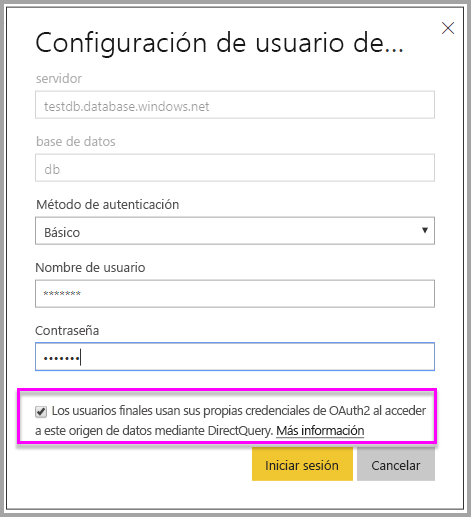 Configuración de usuario de...
servidor
testdb.database.windows.net
base de datos
db
Método de autenticación
Básico
Nombre de usuario
*******
Contraseña
•••••••
Los usuarios finales usan sus propias credenciales de OAuth2 al acceder
a este origen de datos mediante DirectQuery. Más información
Iniciar sesión
Cancelar